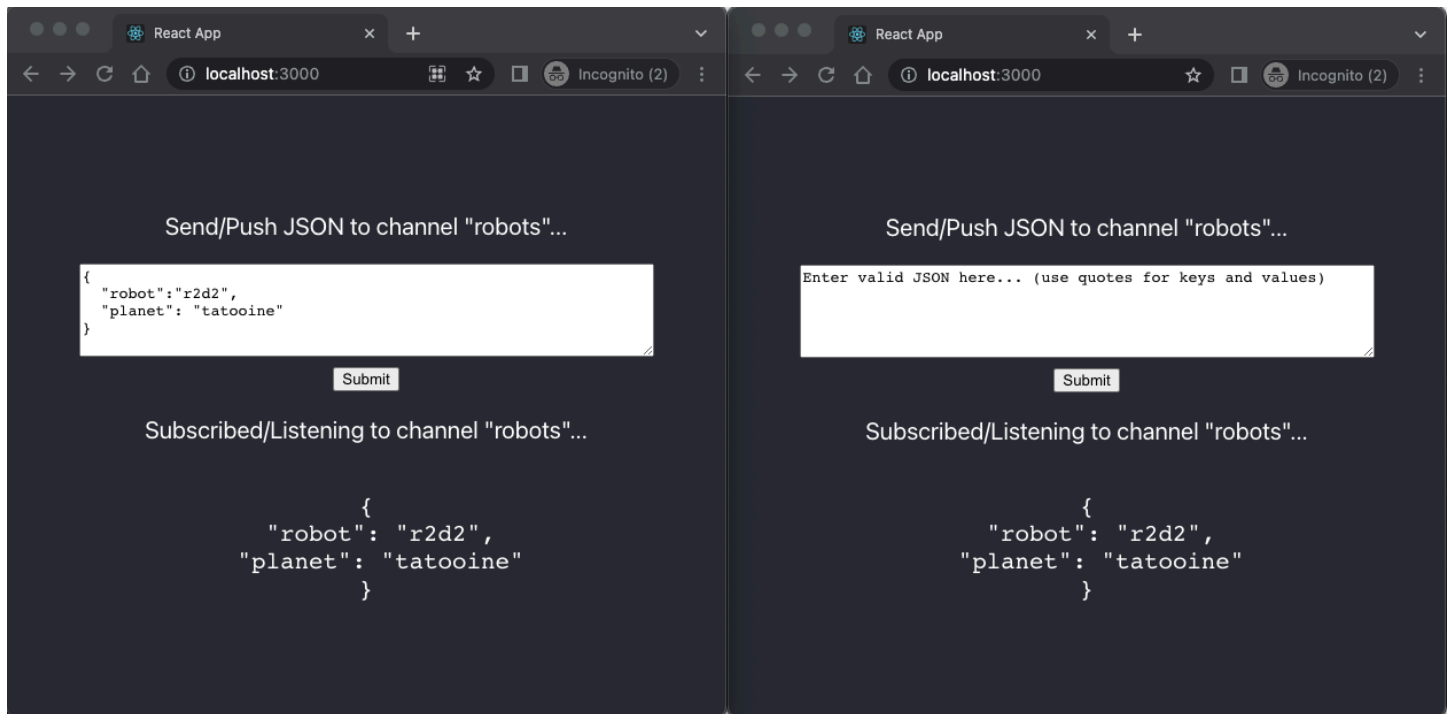 React App
localhost:3000
Incognito (2)
Send/Push JSON to channel "robots"...
{
"robot":"r2d2",
"planet": "tatooine"
}
Submit
Subscribed/Listening to channel "robots"...
{
"robot": "r2d2",
"planet": "tatooine"
}
React App
localhost:3000
Incognito (2)
Send/Push JSON to channel "robots"...
Enter valid JSON here... (use quotes for keys and values)
Submit
Subscribed/Listening to channel "robots"...
{
"robot": "r2d2",
"planet": "tatooine"
}